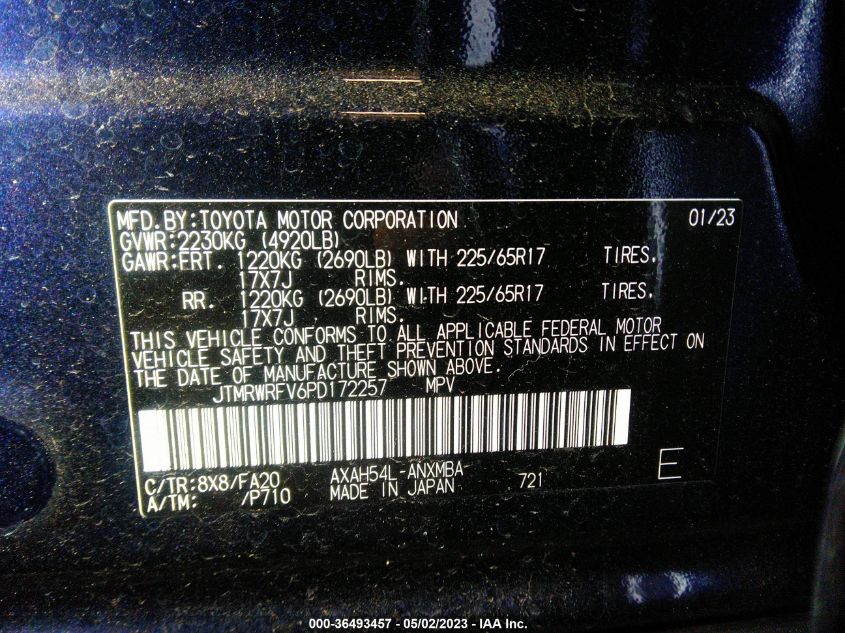 MFD.BY:TOYOTA MOTOR CORPORATION 01/23
GVWR:2230KG (4920LB)
GAWR:FRT. 1220KG (2690LB) WITH 225/65R17 TIRES.
17X7J RIMS.
RR. 1220KG (2690LB) WITH 225/65R17 TIRES.
17X7J RIMS.
THIS VEHICLE CONFORMS TO ALL APPLICABLE FEDERAL MOTOR
VEHICLE SAFETY AND THEFT PREVENTION STANDARDS IN EFFECT ON
THE DATE OF MANUFACTURE SHOWN ABOVE.
JTMRWRFV6PD172257 MPV
C/TR:8X8/FA20 AXAH54L-ANXMBA
A/TM: /P710 MADE IN JAPAN 721 E
000-36493457 - 05/02/2023 - IAA Inc.